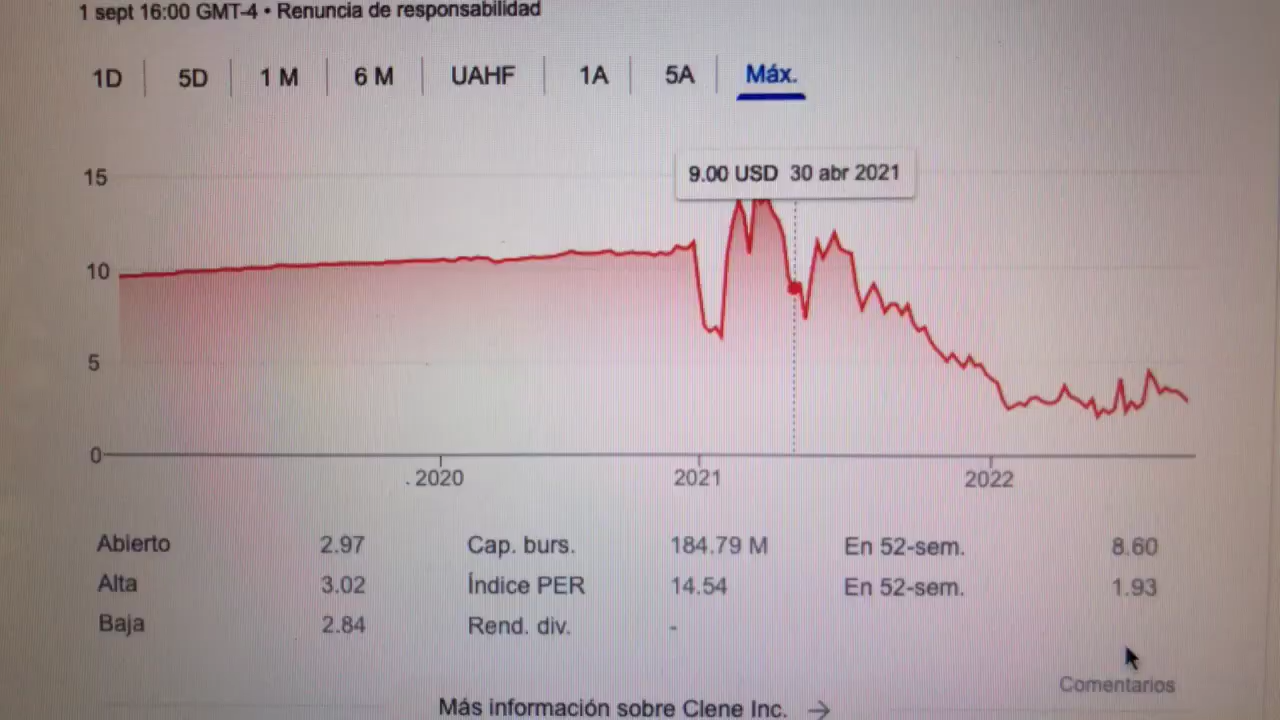 1 sept 16:00 GMT-4 • Renuncia de responsabilidad
1D 5D 1 M 6 M UAHF 1A 5A Máx.
9.00 USD 30 abr 2021
15
10
5
0
2020 2021 2022
Abierto 2.97 Cap. burs. 184.79 M En 52-sem. 8.60
Alta 3.02 Índice PER 14.54 En 52-sem. 1.93
Baja 2.84 Rend. div. -
Comentarios
Más información sobre Clene Inc. →